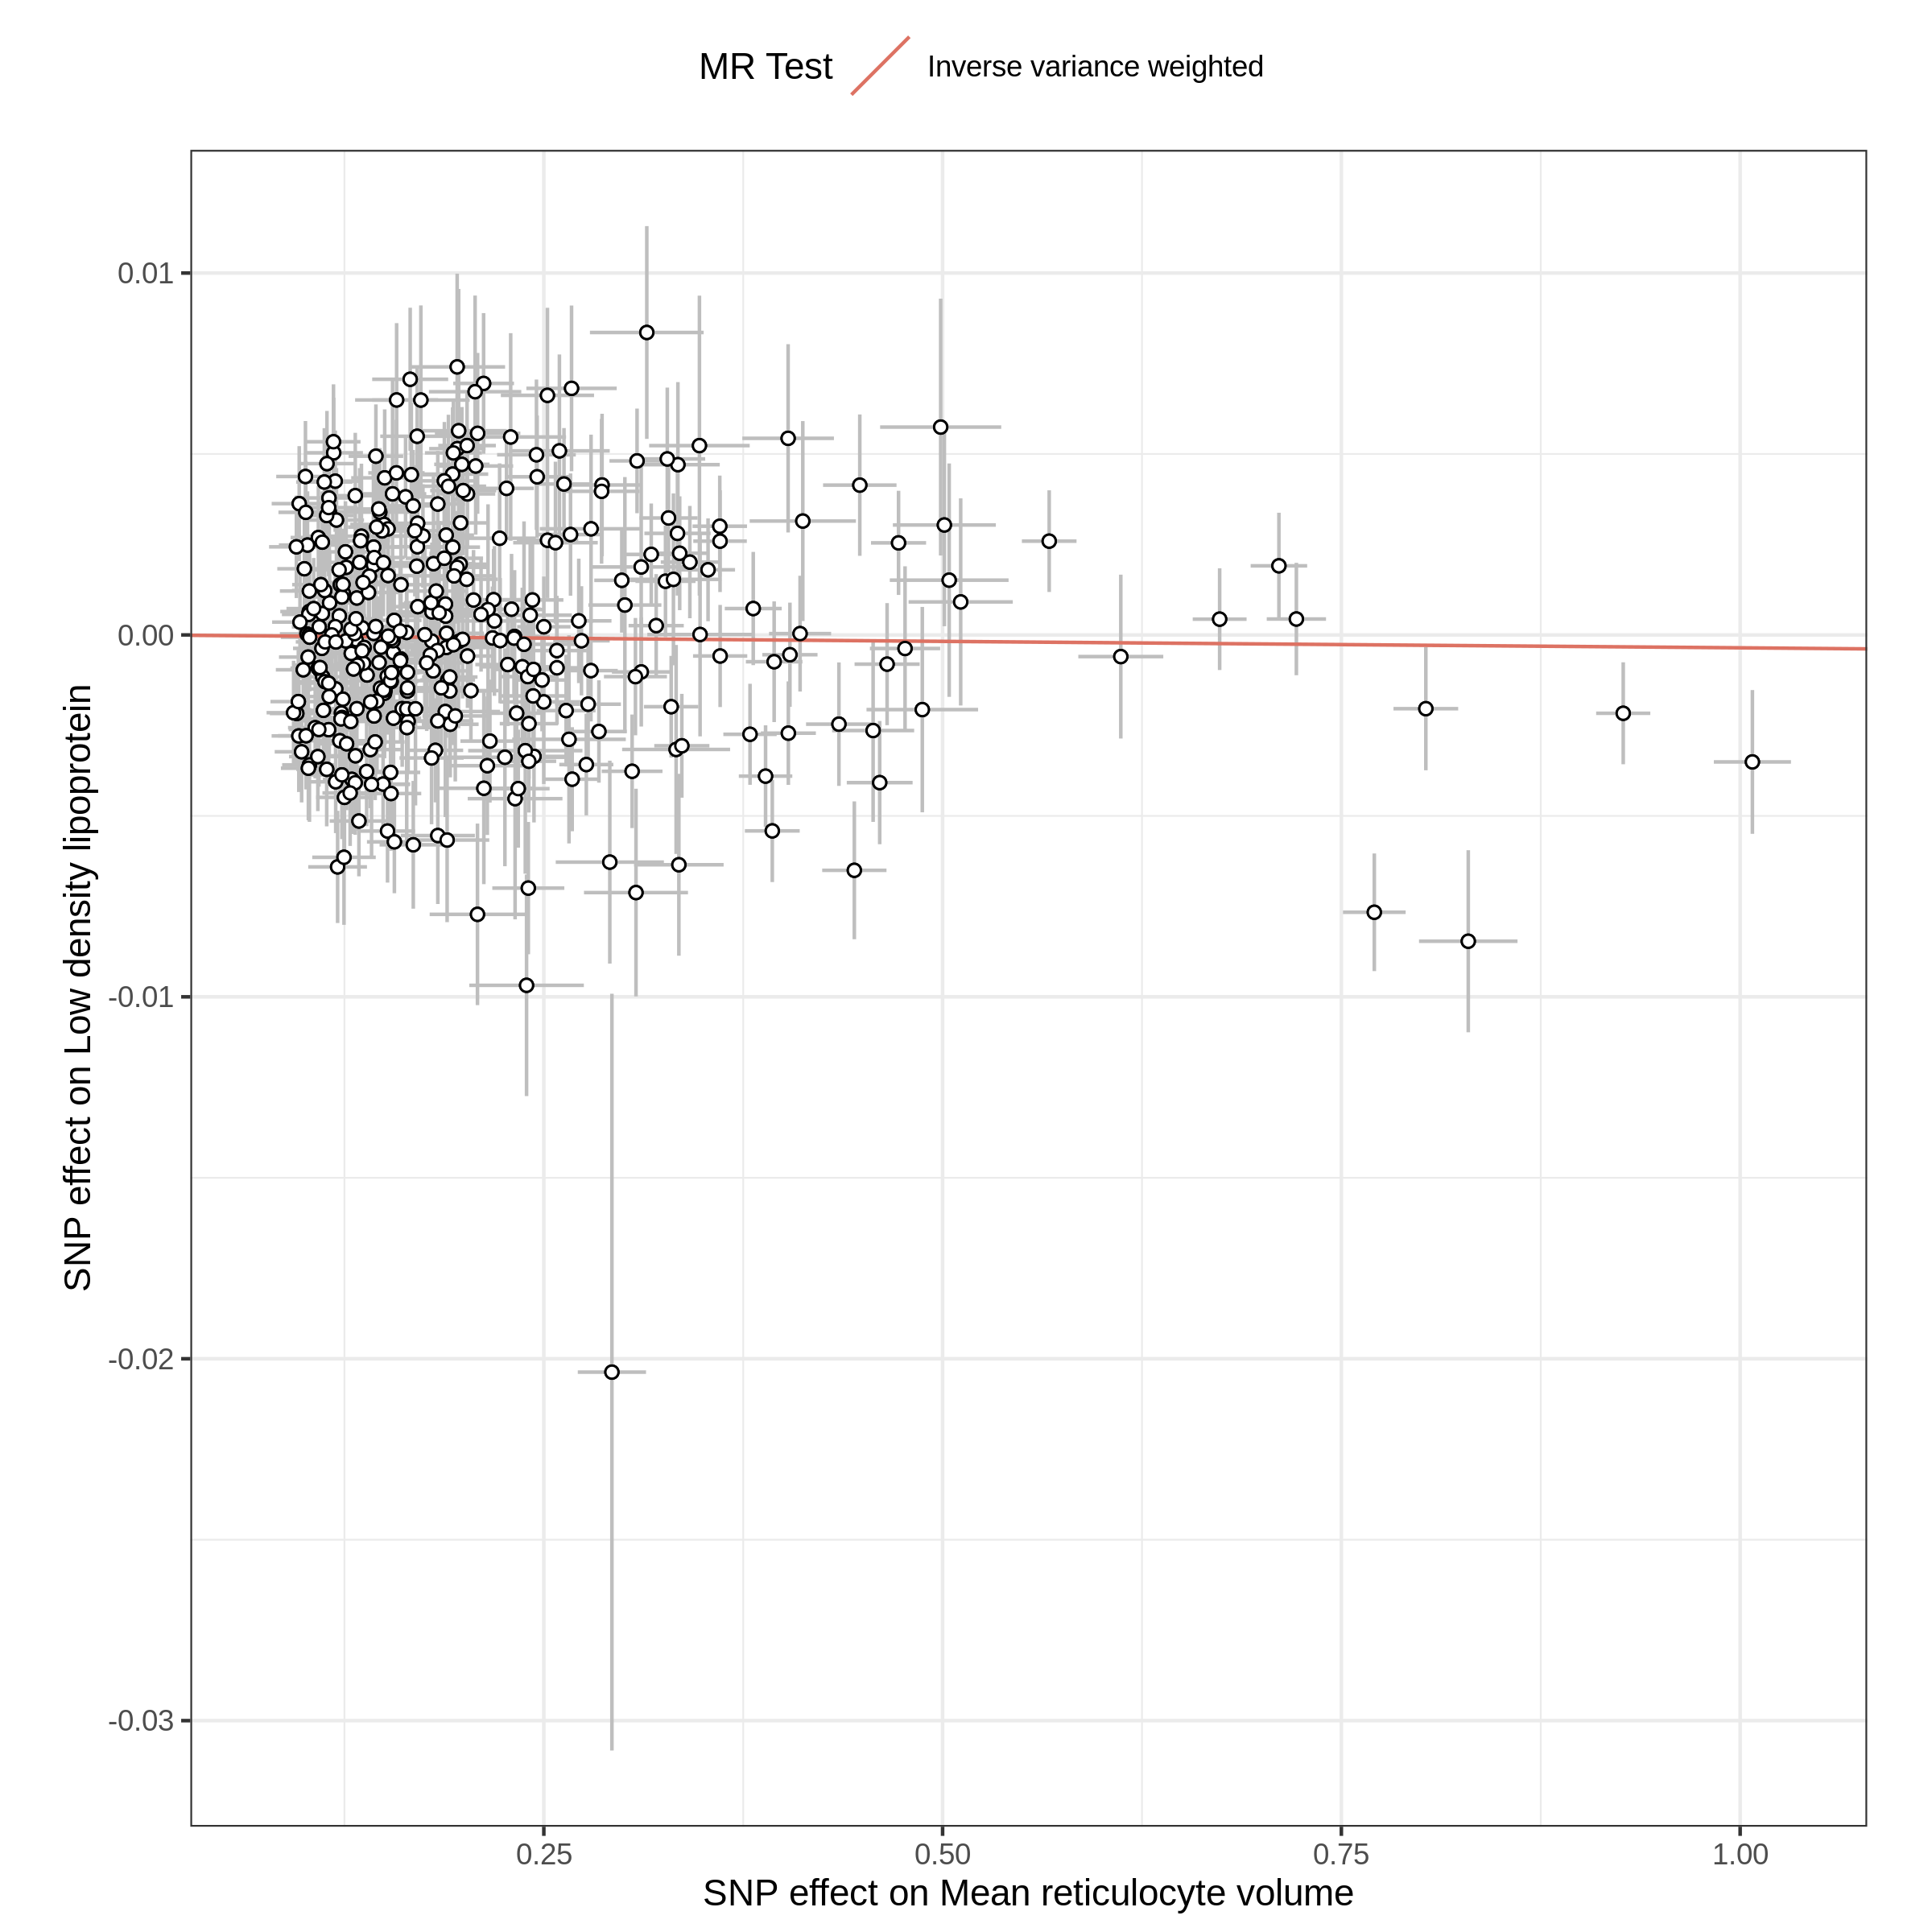 MR Test Inverse variance weighted
0.01
0.00
-0.01
-0.02
-0.03
SNP effect on Low density lipoprotein
0.25 0.50 0.75 1.00
SNP effect on Mean reticulocyte volume